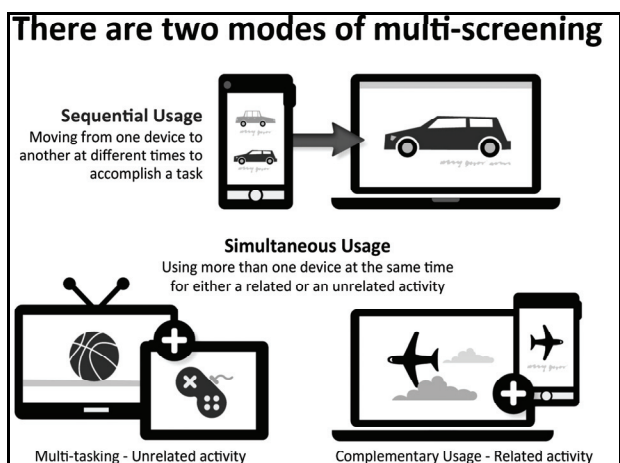 There are two modes of multi-screening
Sequential Usage
Moving from one device to
another at different times to
accomplish a task
Simultaneous Usage
Using more than one device at the same time
for either a related or an unrelated activity
Multi-tasking - Unrelated activity
Complementary Usage - Related activity